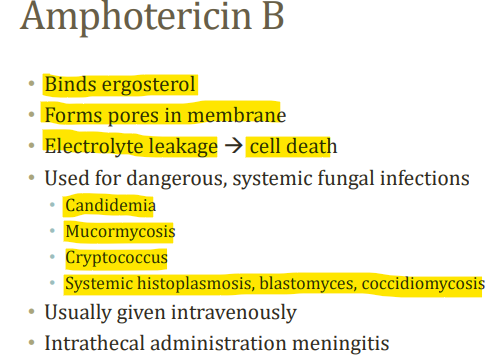 Amphotericin B
• Binds ergosterol
• Forms pores in membrane
• Electrolyte leakage → cell death
• Used for dangerous, systemic fungal infections
• Candidemia
• Mucormycosis
• Cryptococcus
• Systemic histoplasmosis, blastomyces, coccidiomycosis
• Usually given intravenously
• Intrathecal administration meningitis